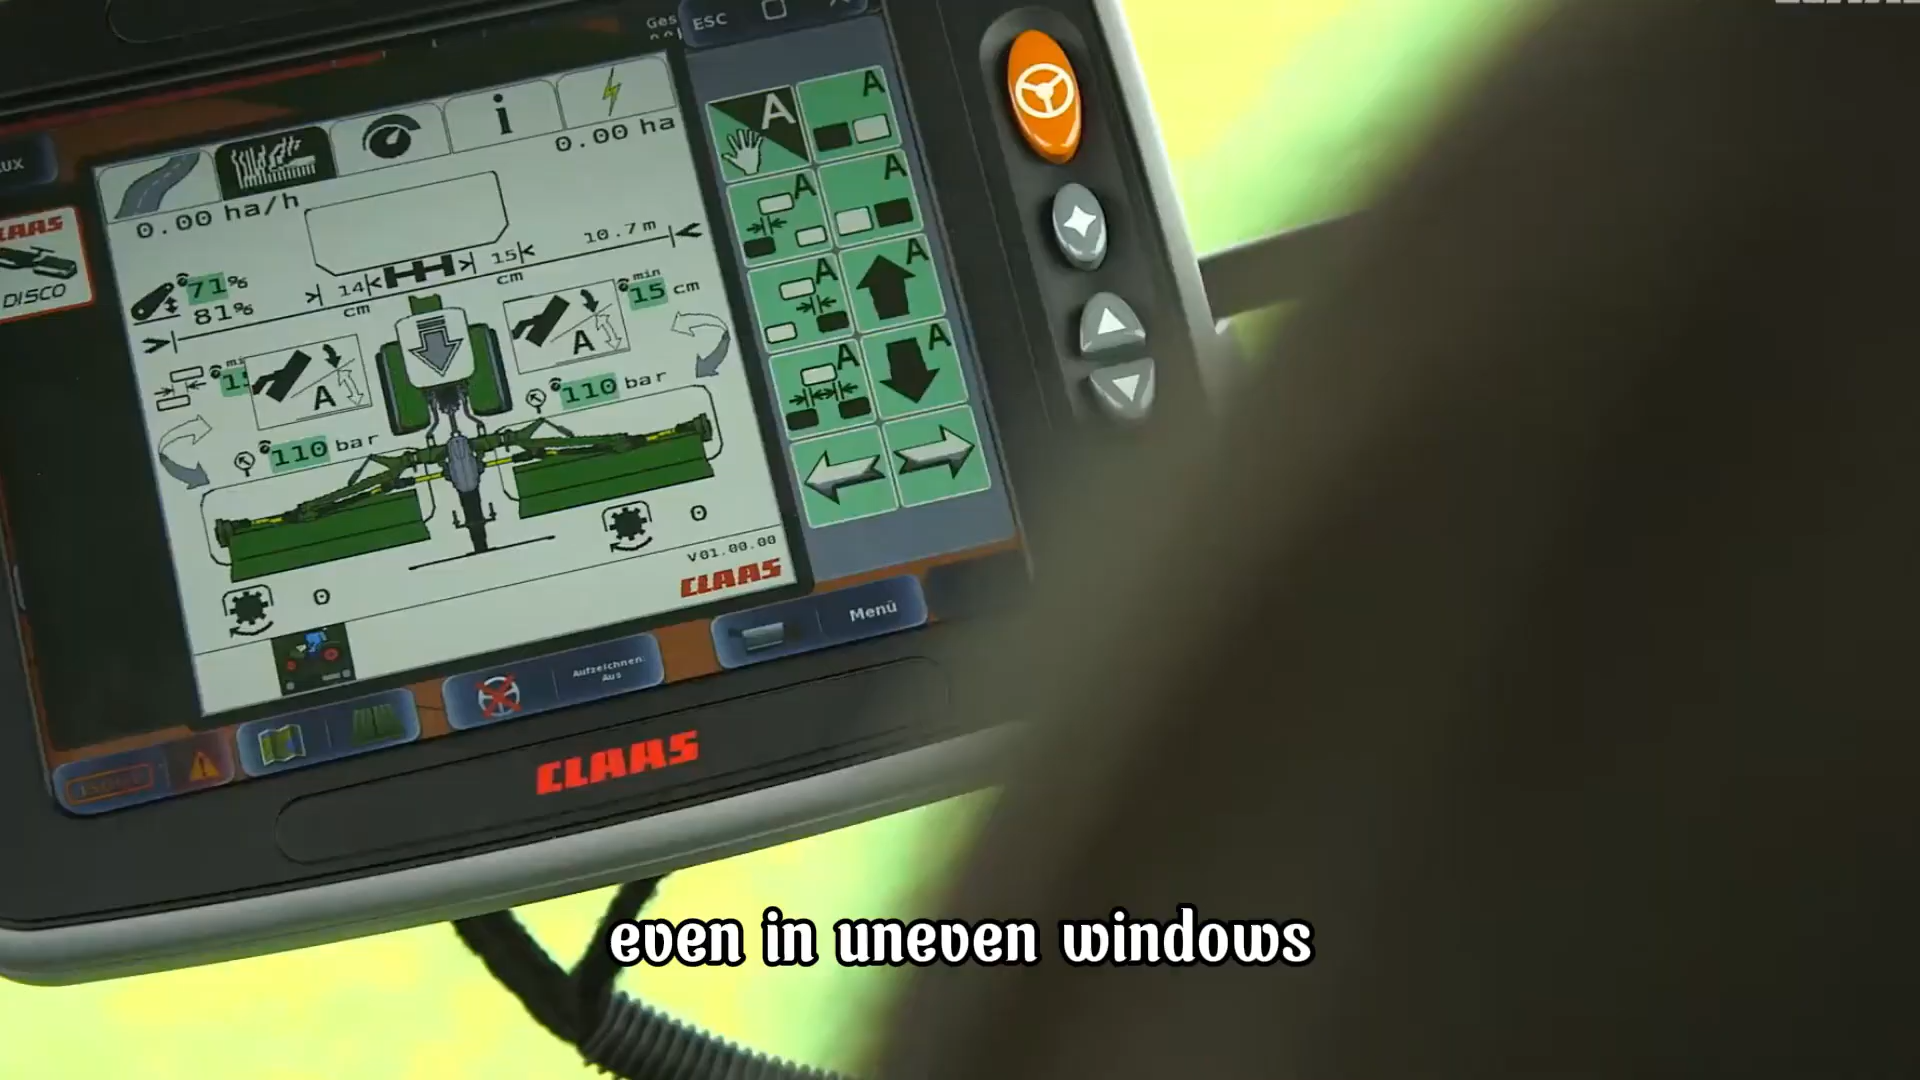 ESC
0.00 ha
0.00 ha/h
CLAAS
DISCO
71%
81%
14
cm
15
cm
10.7 m
min
15 cm
A
A
110 bar
110 bar
0
0
V01.00.00
CLAAS
A
A
A
A
A
A
A
A
Menü
Aufzeichnen:
Aus
CLAAS
even in uneven windows